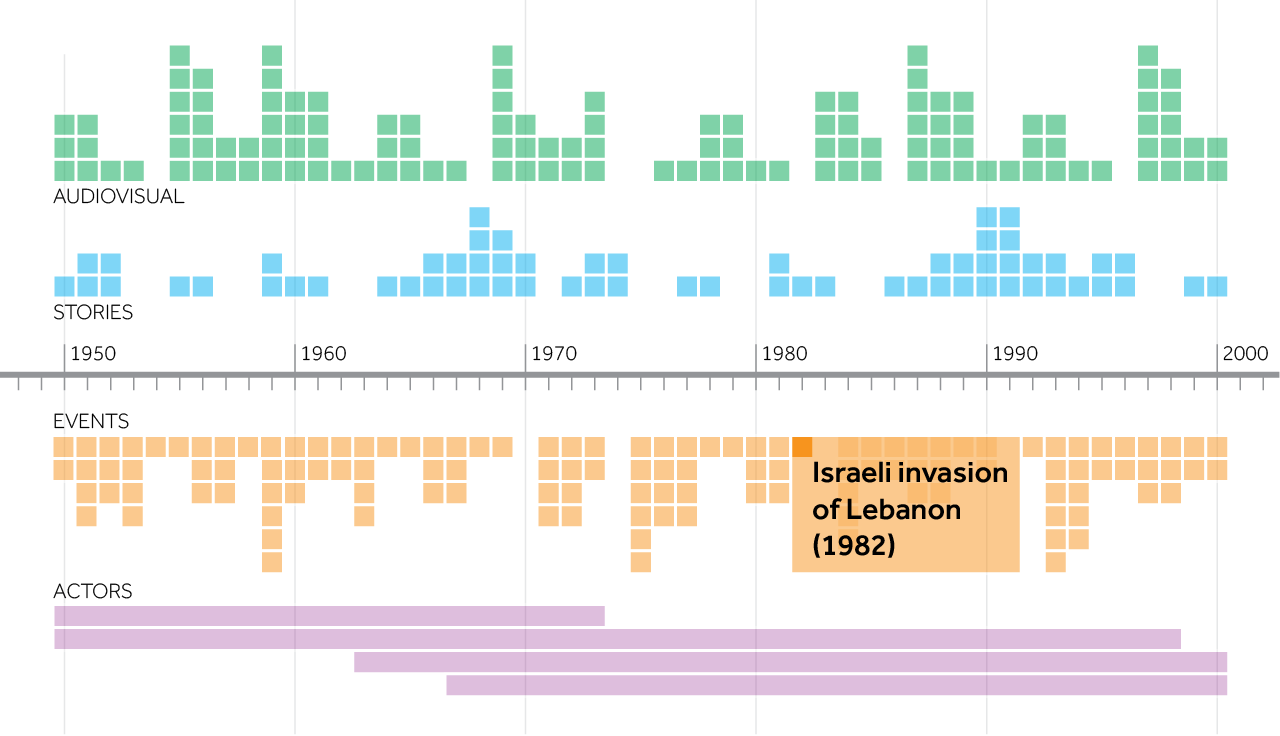 AUDIOVISUAL
STORIES
1950 1960 1970 1980 1990 2000
EVENTS
Israeli invasion
of Lebanon
(1982)
ACTORS